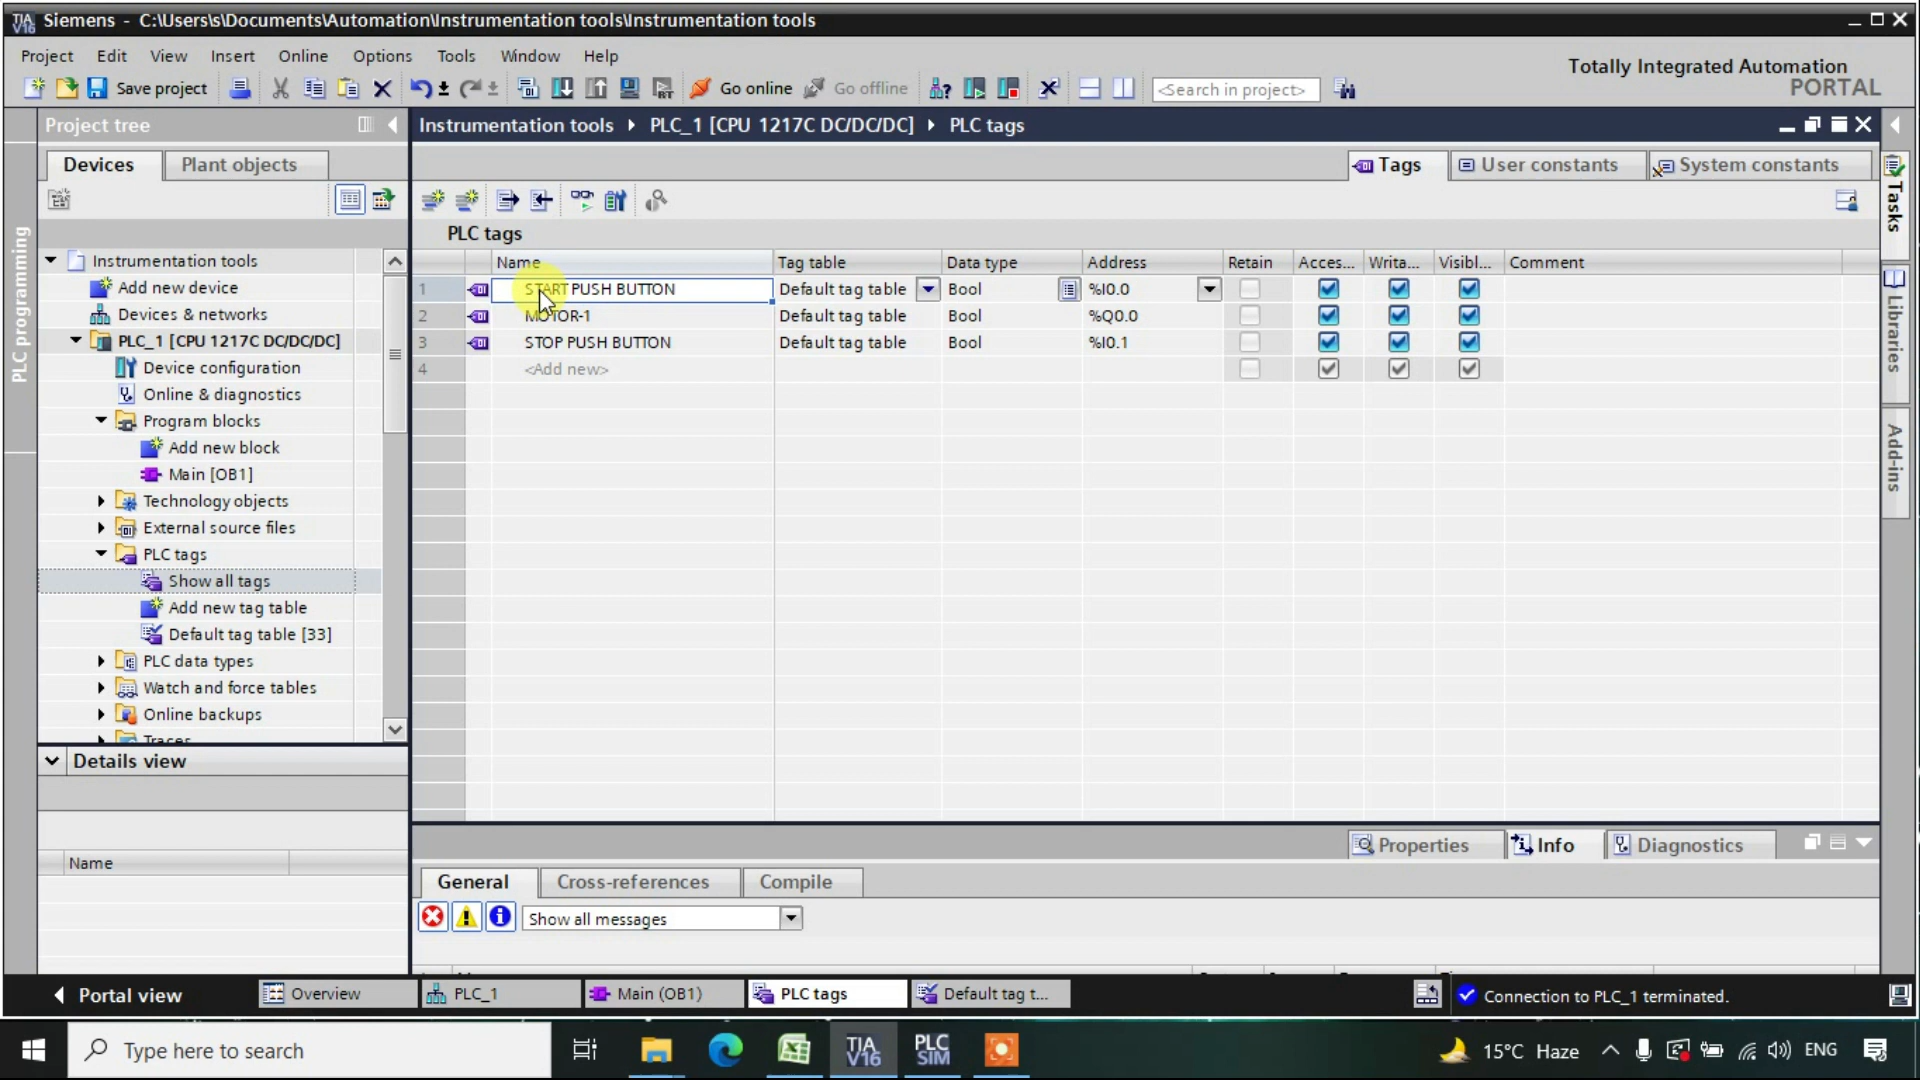 Siemens - C:\Users\s\Documents\Automation\Instrumentation tools\Instrumentation tools
Project Edit View Insert Online Options Tools Window Help
Totally Integrated Automation
PORTAL
Save project Go online Go offline <Search in project>
Project tree
Instrumentation tools PLC_1 [CPU 1217C DC/DC/DC] PLC tags
Devices Plant objects
Tags User constants System constants
PLC programming
Tasks
Libraries
Add-ins
PLC tags
Name Tag table Data type Address Retain Acces... Writa... Visibl... Comment
1 START PUSH BUTTON Default tag table Bool %I0.0
2 MOTOR-1 Default tag table Bool %Q0.0
3 STOP PUSH BUTTON Default tag table Bool %I0.1
4 <Add new>
Instrumentation tools
Add new device
Devices & networks
PLC_1 [CPU 1217C DC/DC/DC]
Device configuration
Online & diagnostics
Program blocks
Add new block
Main [OB1]
Technology objects
External source files
PLC tags
Show all tags
Add new tag table
Default tag table [33]
PLC data types
Watch and force tables
Online backups
Traces
Details view
Name
Properties Info Diagnostics
General Cross-references Compile
Show all messages
Portal view Overview PLC_1 Main (OB1) PLC tags Default tag t... Connection to PLC_1 terminated.
Type here to search
TIA V16
PLC SIM
15°C Haze ENG